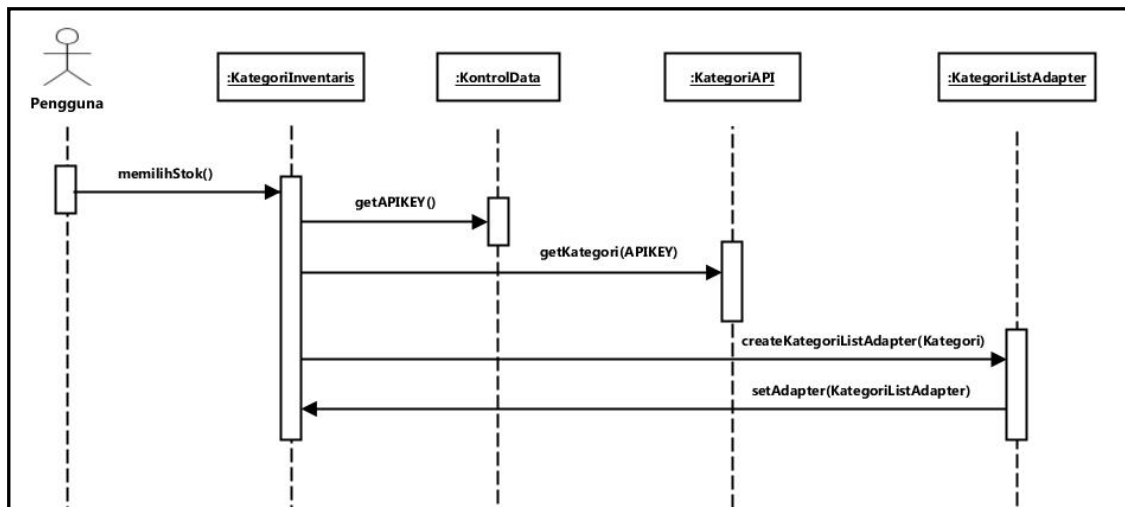 :KategoriInventaris
:KontrolData
:KategoriAPI
:KategoriListAdapter
Pengguna
memilihStok()
getAPIKEY()
getKategori(APIKEY)
createKategoriListAdapter(Kategori)
setAdapter(KategoriListAdapter)